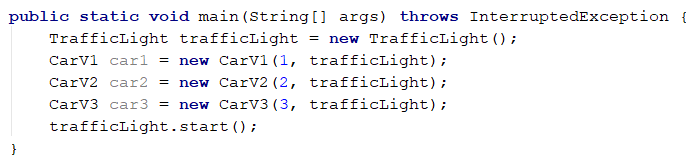 public static void main(String[] args) throws InterruptedException {
    TrafficLight trafficLight = new TrafficLight();
    CarV1 car1 = new CarV1(1, trafficLight);
    CarV2 car2 = new CarV2(2, trafficLight);
    CarV3 car3 = new CarV3(3, trafficLight);
    trafficLight.start();
}